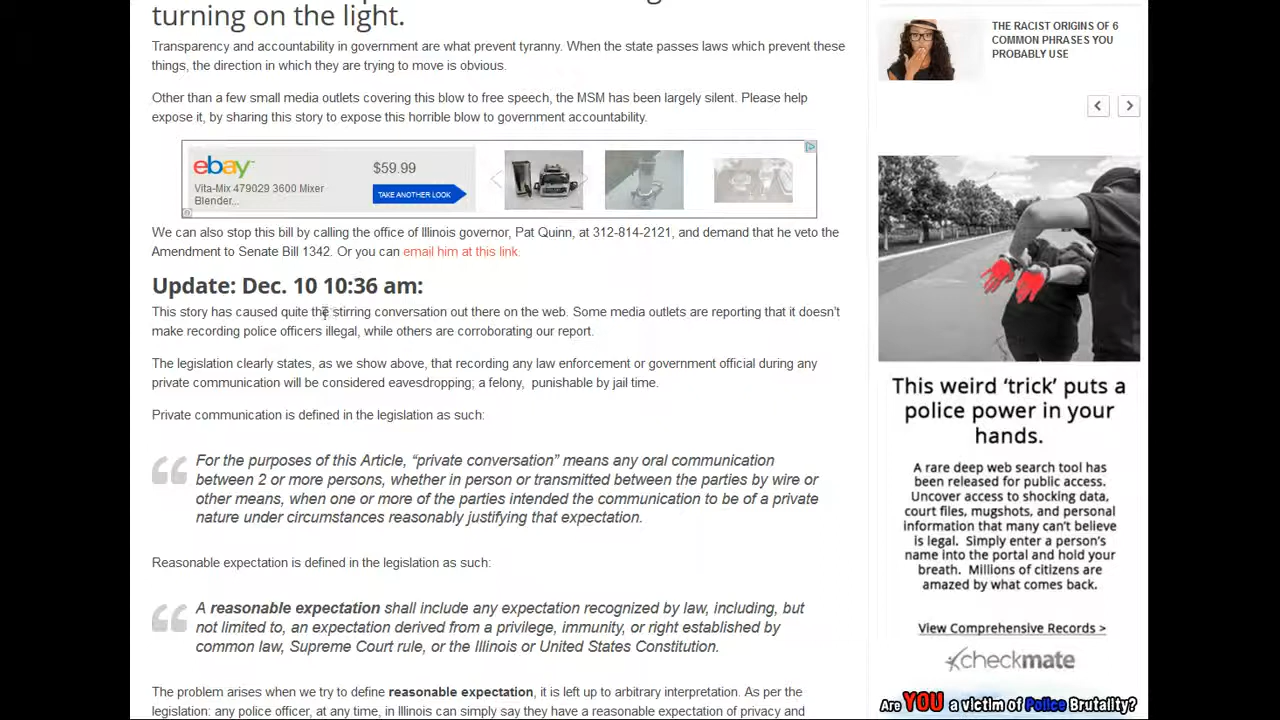 turning on the light.
Transparency and accountability in government are what prevent tyranny. When the state passes laws which prevent these
things, the direction in which they are trying to move is obvious.
Other than a few small media outlets covering this blow to free speech, the MSM has been largely silent. Please help
expose it, by sharing this story to expose this horrible blow to government accountability.
ebay
$59.99
Vita-Mix 479029 3600 Mixer
Blender...
TAKE ANOTHER LOOK
We can also stop this bill by calling the office of Illinois governor, Pat Quinn, at 312-814-2121, and demand that he veto the
Amendment to Senate Bill 1342. Or you can email him at this link.
Update: Dec. 10 10:36 am:
This story has caused quite the stirring conversation out there on the web. Some media outlets are reporting that it doesn't
make recording police officers illegal, while others are corroborating our report.
The legislation clearly states, as we show above, that recording any law enforcement or government official during any
private communication will be considered eavesdropping; a felony, punishable by jail time.
Private communication is defined in the legislation as such:
For the purposes of this Article, “private conversation” means any oral communication
between 2 or more persons, whether in person or transmitted between the parties by wire or
other means, when one or more of the parties intended the communication to be of a private
nature under circumstances reasonably justifying that expectation.
Reasonable expectation is defined in the legislation as such:
A reasonable expectation shall include any expectation recognized by law, including, but
not limited to, an expectation derived from a privilege, immunity, or right established by
common law, Supreme Court rule, or the Illinois or United States Constitution.
The problem arises when we try to define reasonable expectation, it is left up to arbitrary interpretation. As per the
legislation any police officer, at any time, in Illinois can simply say they have a reasonable expectation of privacy and
THE RACIST ORIGINS OF 6
COMMON PHRASES YOU
PROBABLY USE
This weird ‘trick’ puts a
police power in your
hands.
A rare deep web search tool has
been released for public access.
Uncover access to shocking data,
court files, mugshots, and personal
information that many can’t believe
is legal. Simply enter a person’s
name into the portal and hold your
breath. Millions of citizens are
amazed by what comes back.
View Comprehensive Records >
checkmate
Are YOU a victim of Police Brutality?